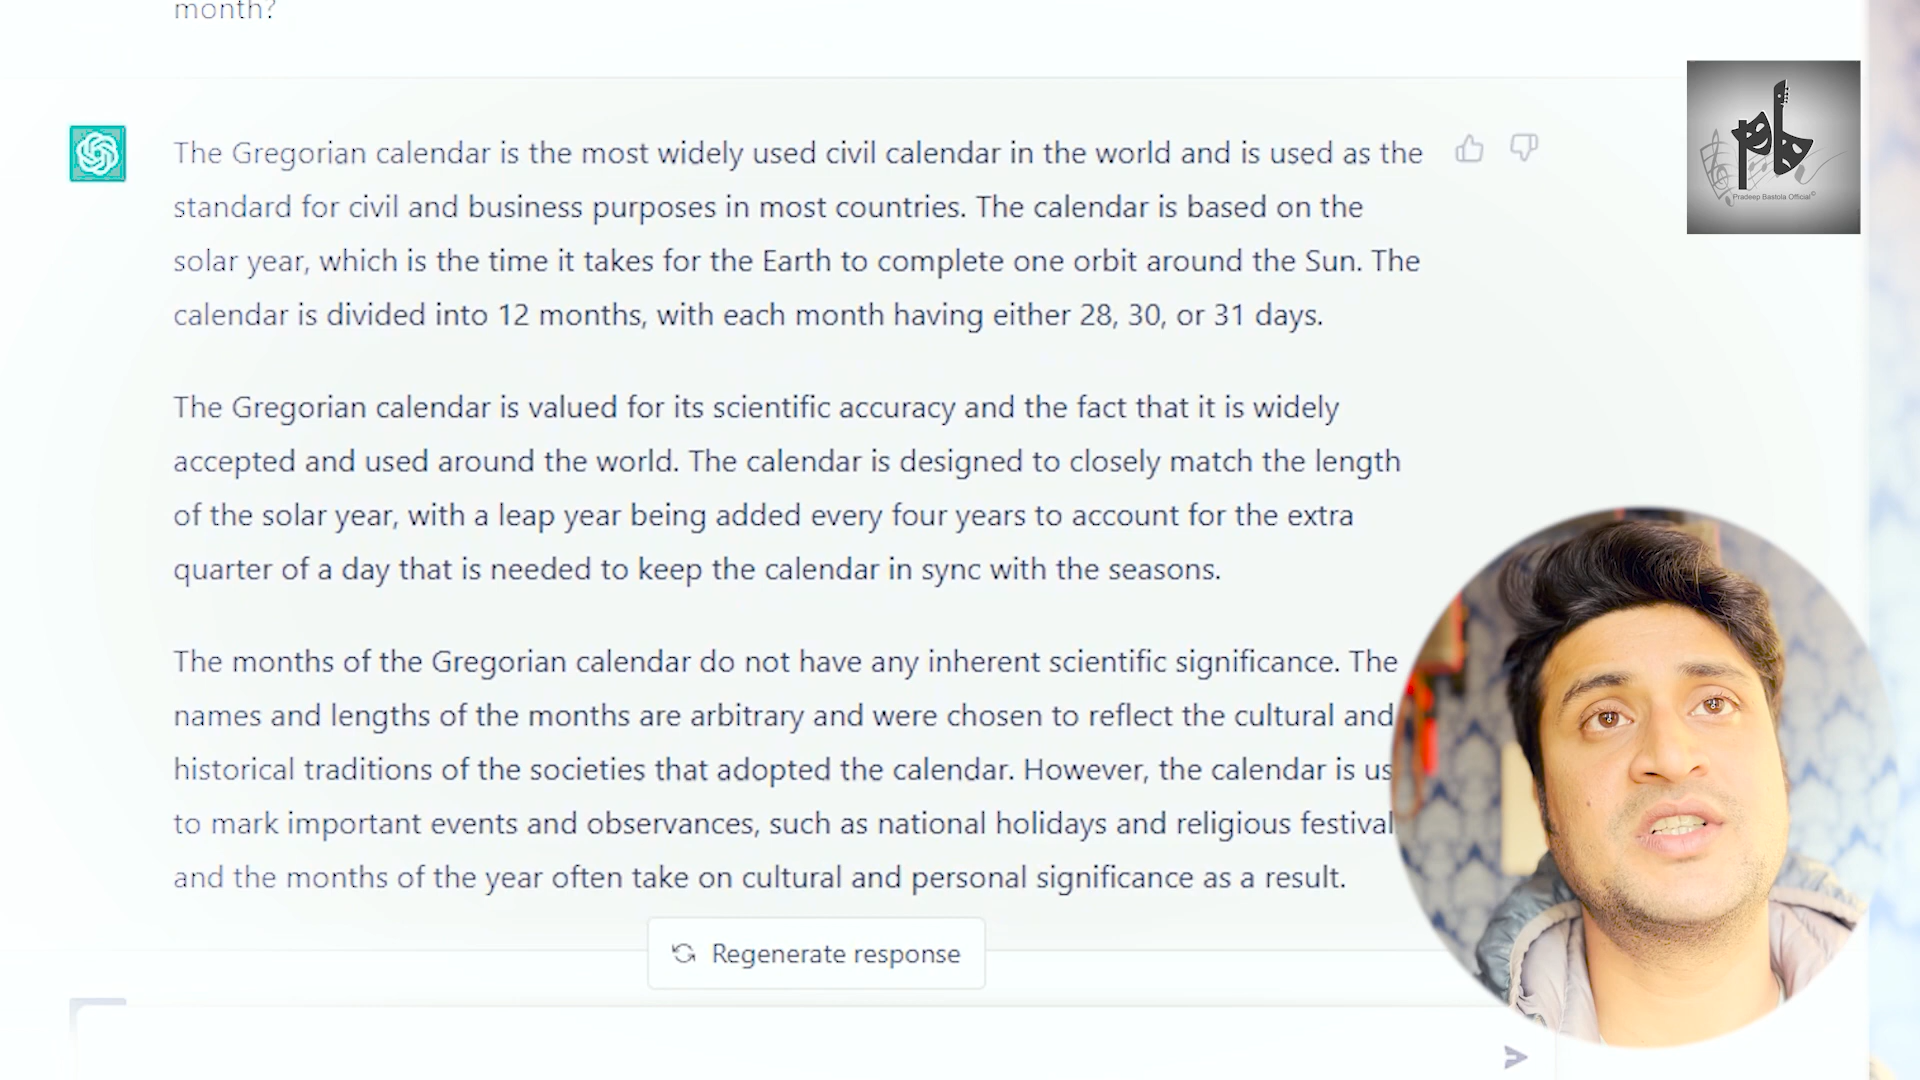 month?
The Gregorian calendar is the most widely used civil calendar in the world and is used as the
standard for civil and business purposes in most countries. The calendar is based on the
solar year, which is the time it takes for the Earth to complete one orbit around the Sun. The
calendar is divided into 12 months, with each month having either 28, 30, or 31 days.
The Gregorian calendar is valued for its scientific accuracy and the fact that it is widely
accepted and used around the world. The calendar is designed to closely match the length
of the solar year, with a leap year being added every four years to account for the extra
quarter of a day that is needed to keep the calendar in sync with the seasons.
The months of the Gregorian calendar do not have any inherent scientific significance. The
names and lengths of the months are arbitrary and were chosen to reflect the cultural and
historical traditions of the societies that adopted the calendar. However, the calendar is us
to mark important events and observances, such as national holidays and religious festival
and the months of the year often take on cultural and personal significance as a result.
Regenerate response
pb
Pradeep Bastola Official©